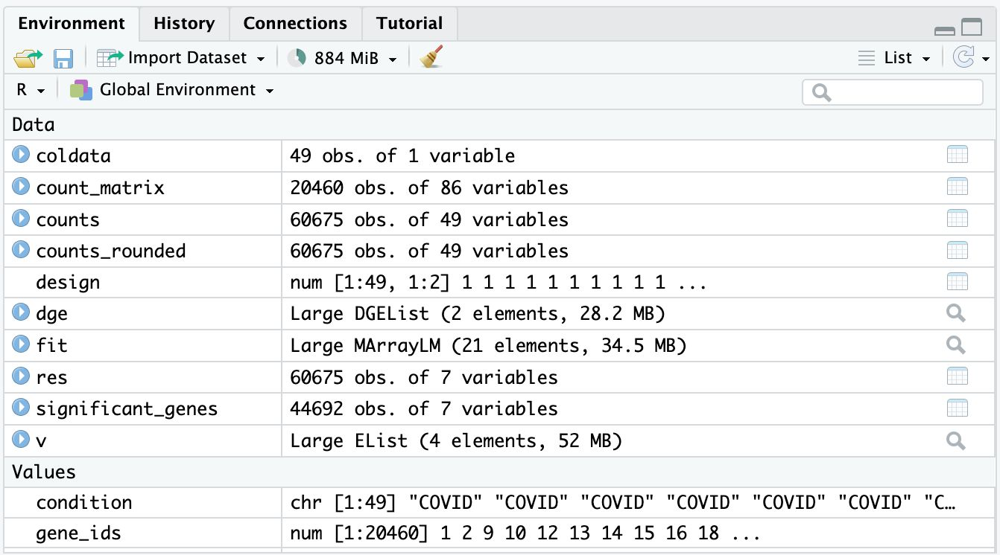 Environment History Connections Tutorial
Import Dataset 884 MiB List
R Global Environment
Data
coldata 49 obs. of 1 variable
count_matrix 20460 obs. of 86 variables
counts 60675 obs. of 49 variables
counts_rounded 60675 obs. of 49 variables
design num [1:49, 1:2] 1 1 1 1 1 1 1 1 1 1 ...
dge Large DGEList (2 elements, 28.2 MB)
fit Large MArrayLM (21 elements, 34.5 MB)
res 60675 obs. of 7 variables
significant_genes 44692 obs. of 7 variables
v Large EList (4 elements, 52 MB)
Values
condition chr [1:49] "COVID" "COVID" "COVID" "COVID" "COVID" "COVID" "C…
gene_ids num [1:20460] 1 2 9 10 12 13 14 15 16 18 ...